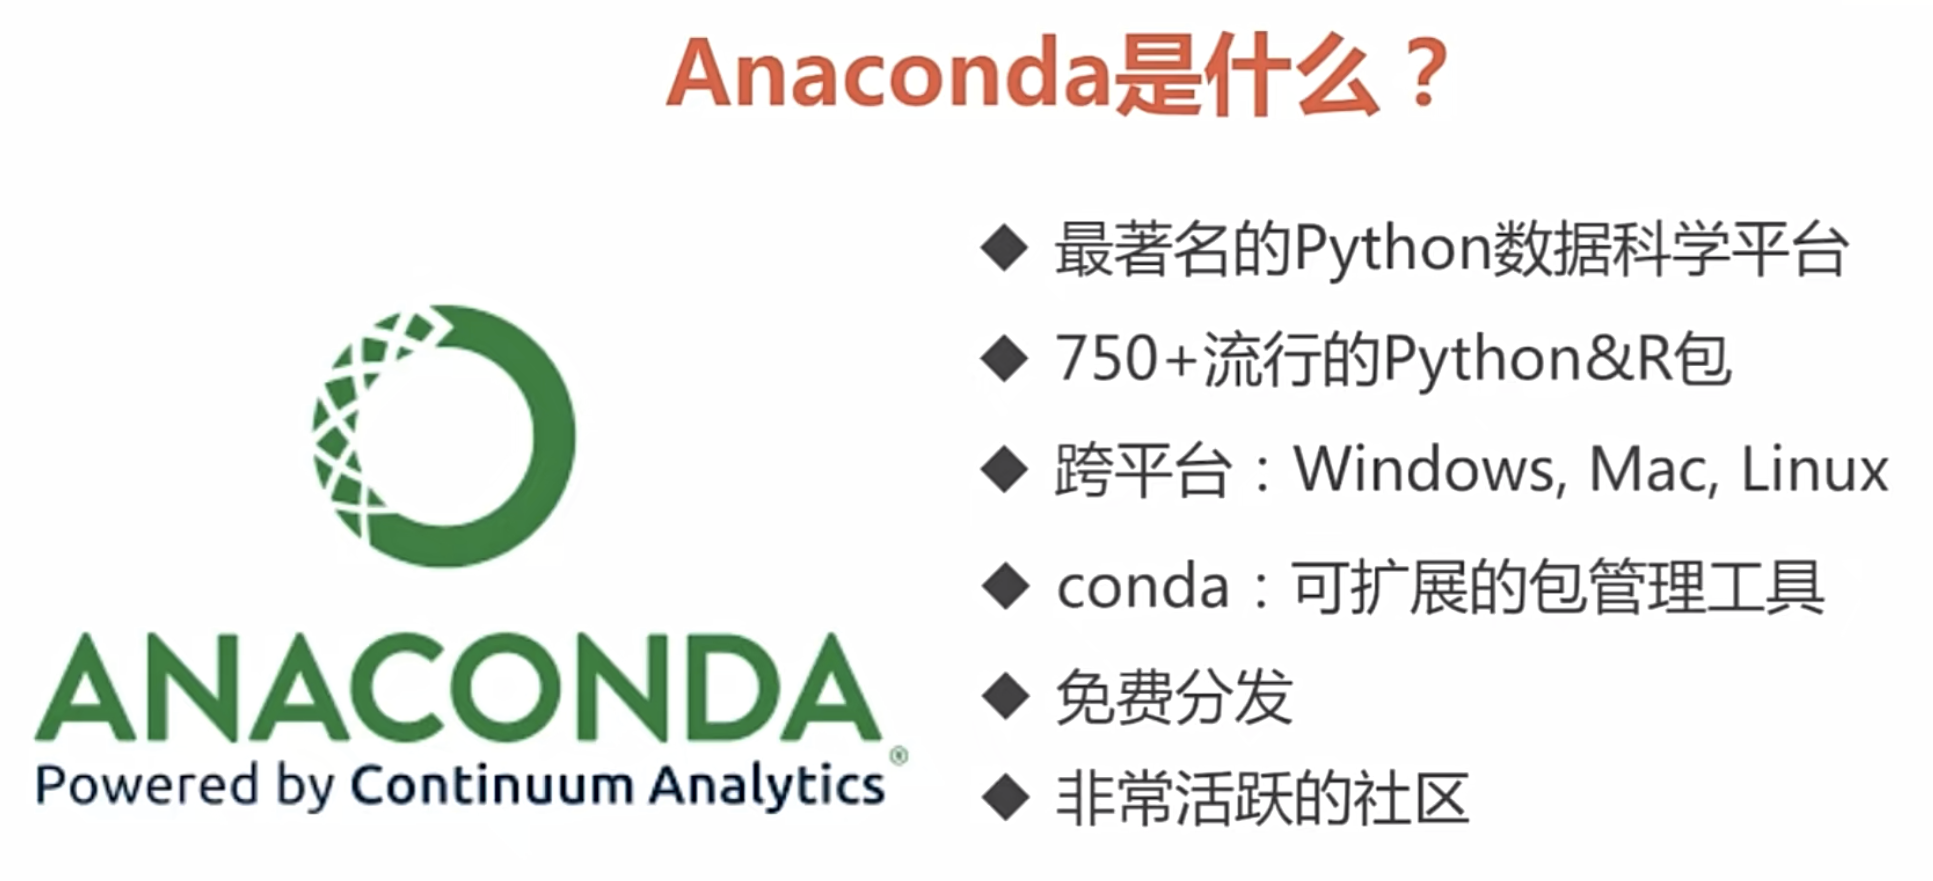 Anaconda是什么？
◆ 最著名的Python数据科学平台
◆ 750+流行的Python&R包
◆ 跨平台：Windows, Mac, Linux
◆ conda：可扩展的包管理工具
◆ 免费分发
◆ 非常活跃的社区
ANACONDA®
Powered by Continuum Analytics